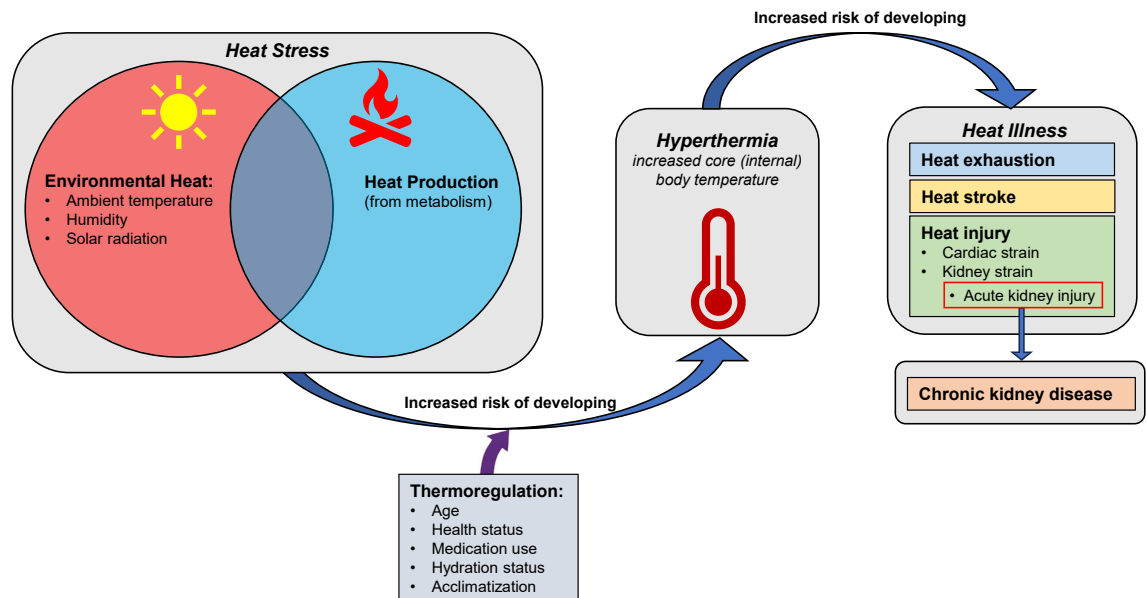 Heat Stress
Environmental Heat:
• Ambient temperature
• Humidity
• Solar radiation
Heat Production
(from metabolism)
Increased risk of developing
Thermoregulation:
• Age
• Health status
• Medication use
• Hydration status
• Acclimatization
Hyperthermia
increased core (internal)
body temperature
Increased risk of developing
Heat Illness
Heat exhaustion
Heat stroke
Heat injury
• Cardiac strain
• Kidney strain
• Acute kidney injury
Chronic kidney disease